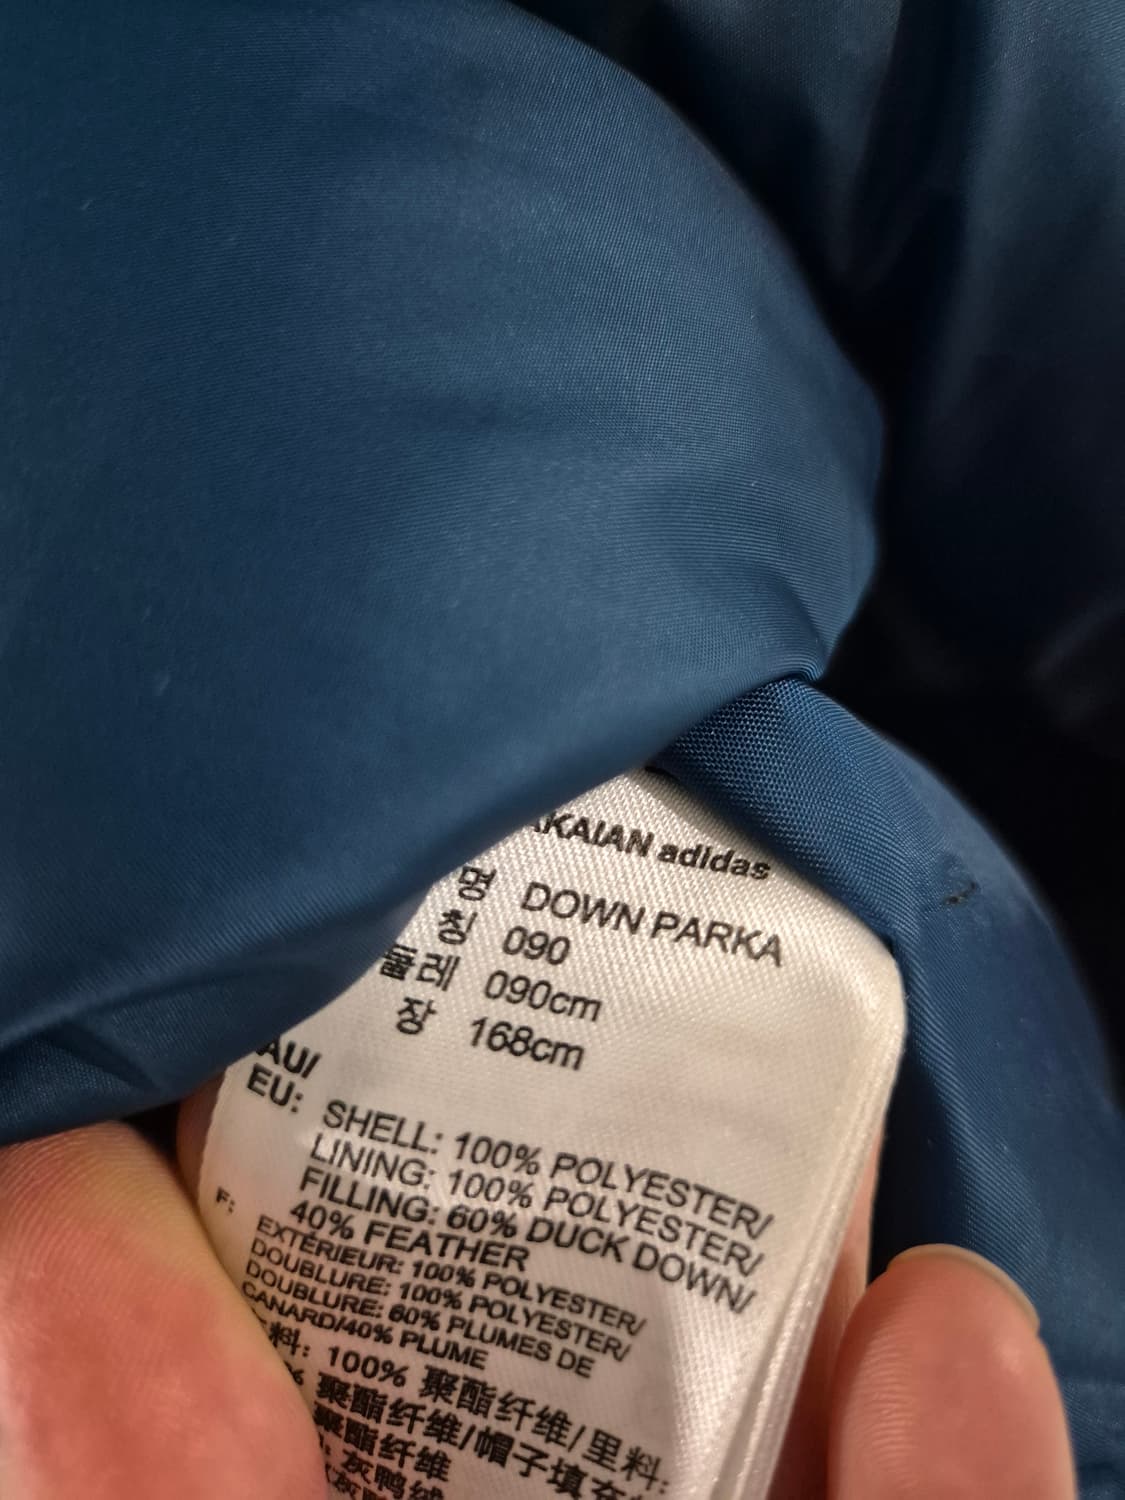 AKAIAN adidas
명 DOWN PARKA
칭 090
둘레 090cm
장 168cm
AU/
EU: SHELL: 100% POLYESTER/
LINING: 100% POLYESTER/
FILLING: 60% DUCK DOWN/
40% FEATHER
F: EXTÉRIEUR: 100% POLYESTER/
DOUBLURE: 100% POLYESTER/
DOUBLURE: 60% PLUMES DE
CANARD/40% PLUME
料: 100% 聚酯纤维/里料:
% 聚酯纤维/帽子填充
聚酯纤维
灰鸭绒